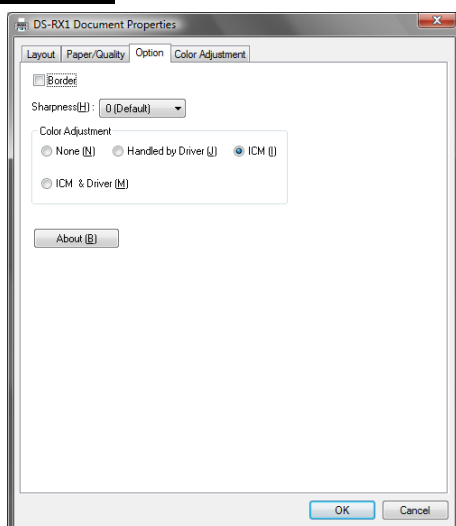 DS-RX1 Document Properties
Layout Paper/Quality Option Color Adjustment
Border
Sharpness(H) : 0 (Default)
Color Adjustment
None (N) Handled by Driver (J) ICM (I)
ICM & Driver (M)
About (B)
OK Cancel